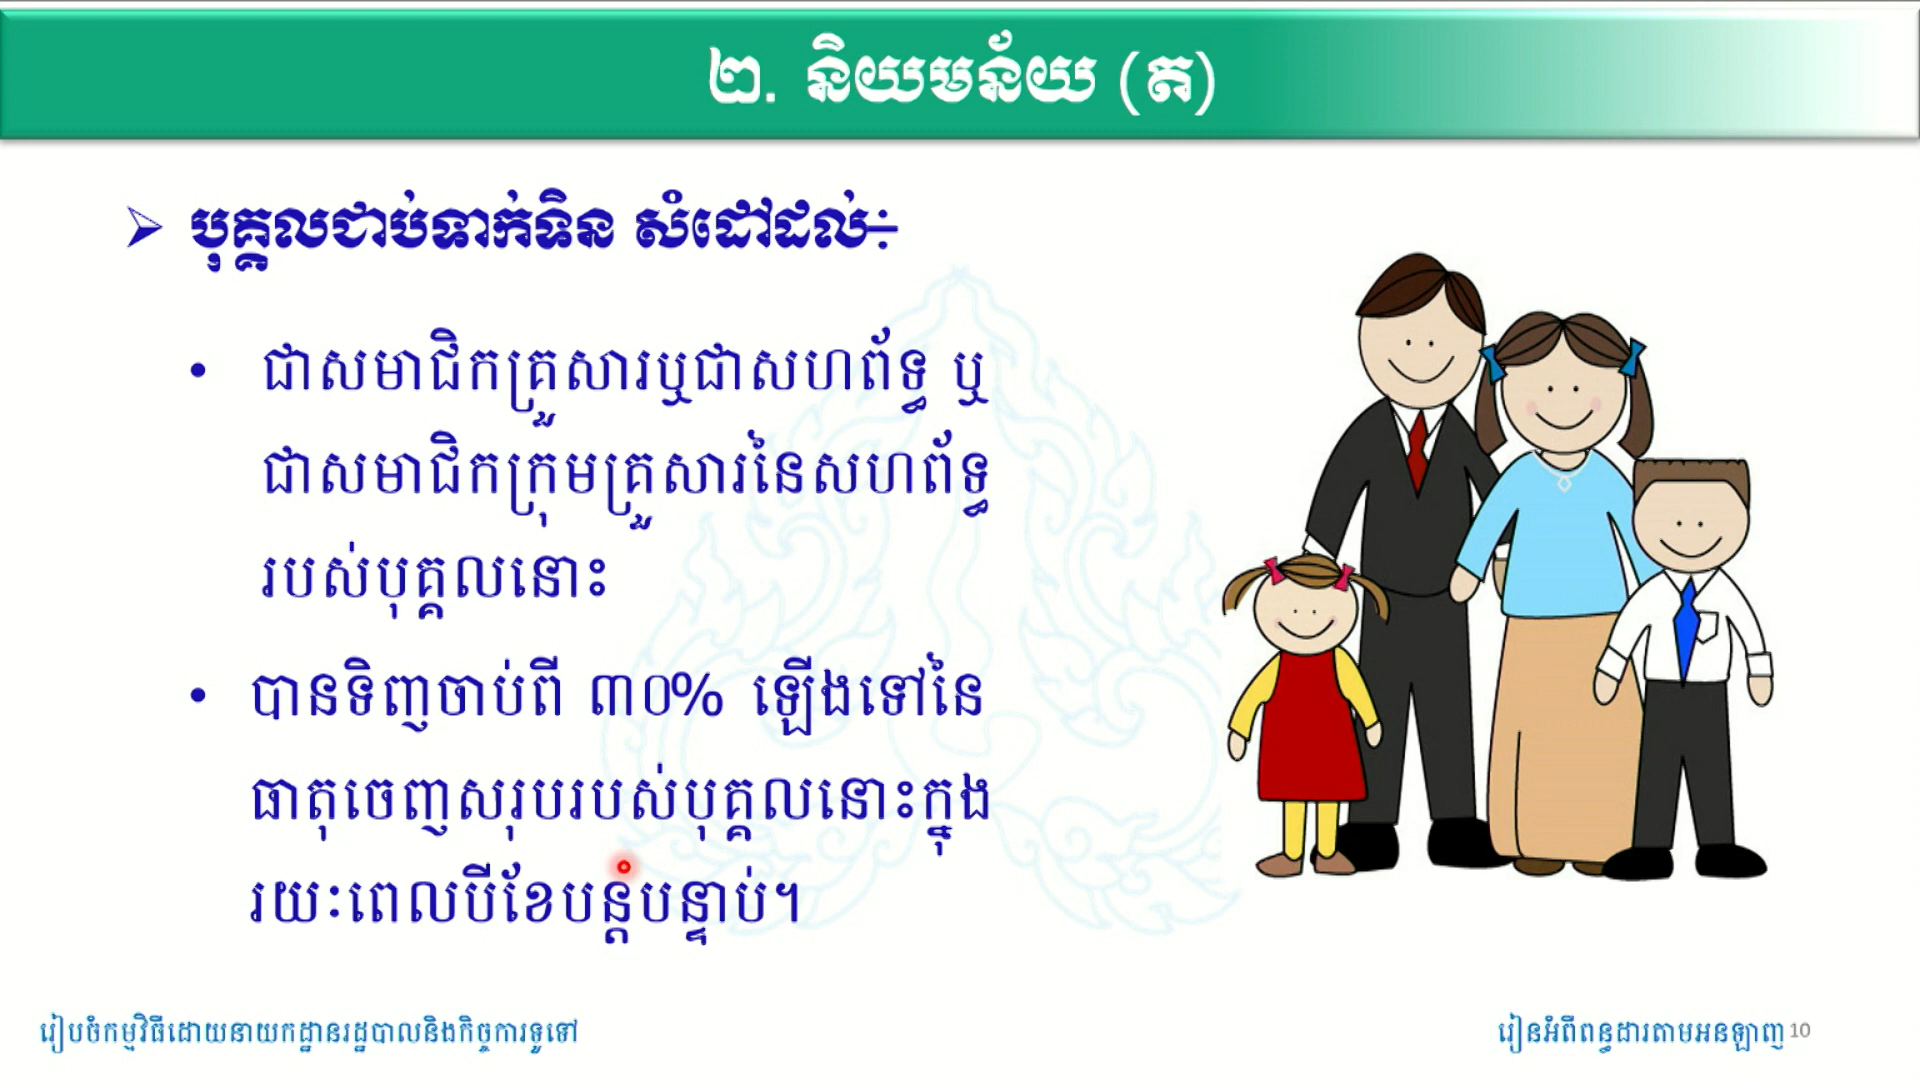 ២. និយមន័យ (ត)
➢ បុគ្គលជាប់ទាក់ទិន សំដៅដល់៖
• ជាសមាជិកគ្រួសារឬជាសហព័ទ្ធ ឬ
ជាសមាជិកក្រុមគ្រួសារនៃសហព័ទ្ធ
របស់បុគ្គលនោះ
• បានទិញចាប់ពី ៣០% ឡើងទៅនៃ
ធាតុចេញសរុបរបស់បុគ្គលនោះក្នុង
រយៈពេលបីខែបន្តំបន្ទាប់។
រៀបចំកម្មវិធីដោយនាយកដ្ឋានរដ្ឋបាលនិងកិច្ចការទូទៅ
រៀនអំពីពន្ធដារតាមអនឡាញ 10